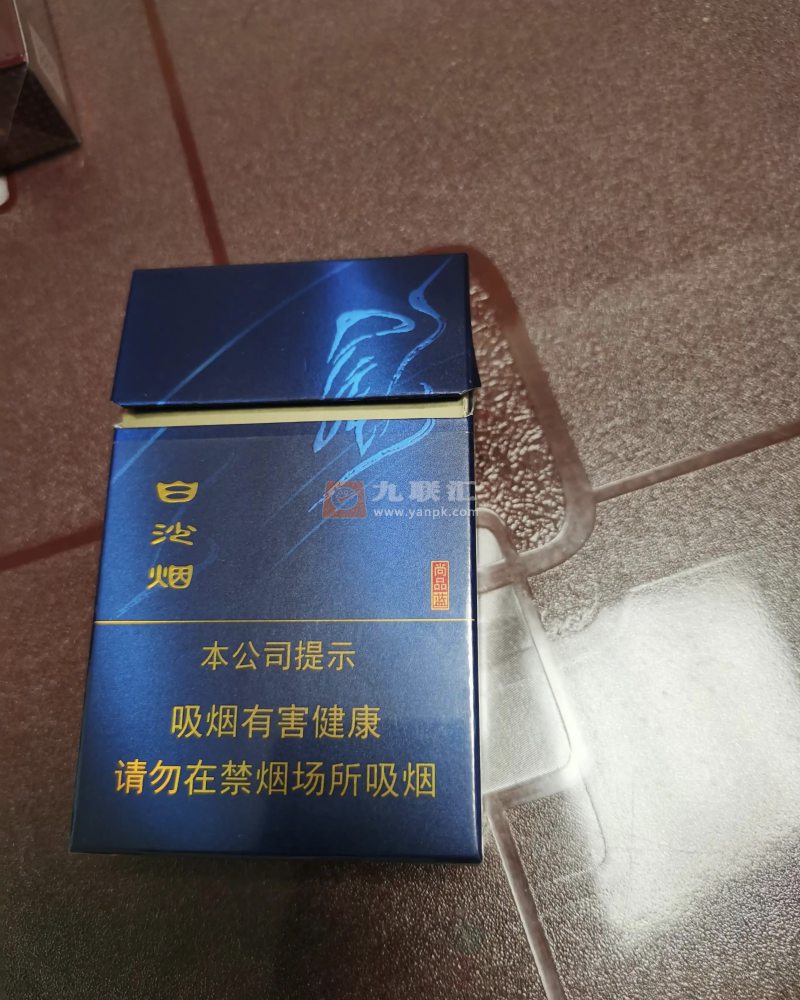 白沙烟
尚品蓝
九联汇
www.yanpk.com
本公司提示
吸烟有害健康
请勿在禁烟场所吸烟